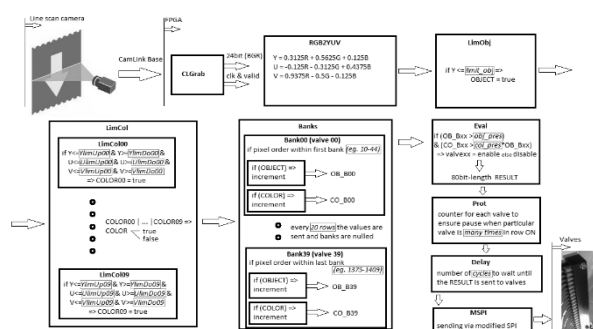 Line scan camera
FPGA
CamLink Base
CLGrab
24bit (BGR)
clk & valid
RGB2YUV
Y = 0.3125R + 0.5625G + 0.125B
U = -0.125R - 0.3125G + 0.4375B
V = 0.9375R - 0.5G - 0.125B
LimObj
if Y <= limit_obj =>
OBJECT = true
LimCol
LimCol00
if Y<=YlimUp00 & Y>=YlimDo00 &
U<=UlimUp00 & U>=UlimDo00 &
V<=VlimUp00 & V>=VlimDo00
=> COLOR00 = true
COLOR00 | ... | COLOR09 =>
COLOR
true
false
LimCol09
if Y<=YlimUp09 & Y>=YlimDo09 &
U<=UlimUp09 & U>=UlimDo09 &
V<=VlimUp09 & V>=VlimDo09
=> COLOR09 = true
Banks
Bank00 (valve 00)
if pixel order within first bank (eg. 10-44)
if (OBJECT) =>
increment
OB_B00
if (COLOR) =>
increment
CO_B00
every 20 rows the values are
sent and banks are nulled
Bank39 (valve 39)
if pixel order within last bank
(eg. 1375-1409)
if (OBJECT) =>
increment
OB_B39
if (COLOR) =>
increment
CO_B39
Eval
if (OB_Bxx > obj_pres)
& (CO_Bxx > col_pres*OB_Bxx)
=> valvexx = enable else disable
80bit-length RESULT
Prot
counter for each valve to
ensure pause when particular
valve is many times in row ON
Delay
number of cycles to wait until
the RESULT is sent to valves
MSPI
sending via modified SPI
Valves